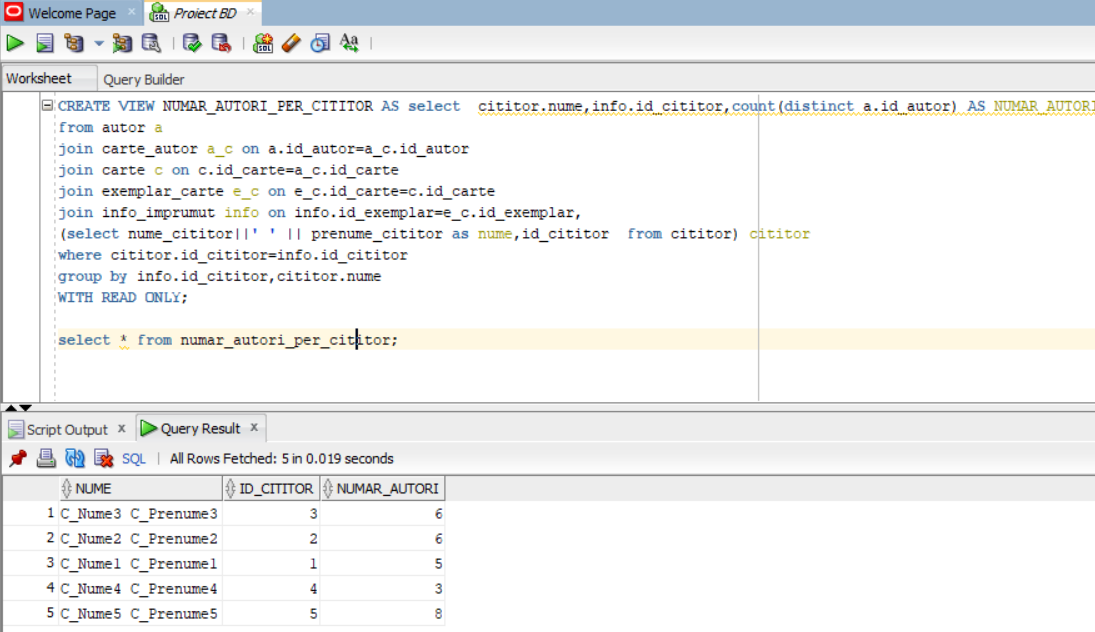 Welcome Page × Proiect BD ×
Worksheet Query Builder
CREATE VIEW NUMAR_AUTORI_PER_CITITOR AS select cititor.nume,info.id_cititor,count(distinct a.id_autor) AS NUMAR_AUTORI
from autor a
join carte_autor a_c on a.id_autor=a_c.id_autor
join carte c on c.id_carte=a_c.id_carte
join exemplar_carte e_c on e_c.id_carte=c.id_carte
join info_imprumut info on info.id_exemplar=e_c.id_exemplar,
(select nume_cititor||' ' || prenume_cititor as nume,id_cititor from cititor) cititor
where cititor.id_cititor=info.id_cititor
group by info.id_cititor,cititor.nume
WITH READ ONLY;
select * from numar_autori_per_cititor;
Script Output × Query Result ×
SQL | All Rows Fetched: 5 in 0.019 seconds
NUME ID_CITITOR NUMAR_AUTORI
1 C_Nume3 C_Prenume3 3 6
2 C_Nume2 C_Prenume2 2 6
3 C_Nume1 C_Prenume1 1 5
4 C_Nume4 C_Prenume4 4 3
5 C_Nume5 C_Prenume5 5 8